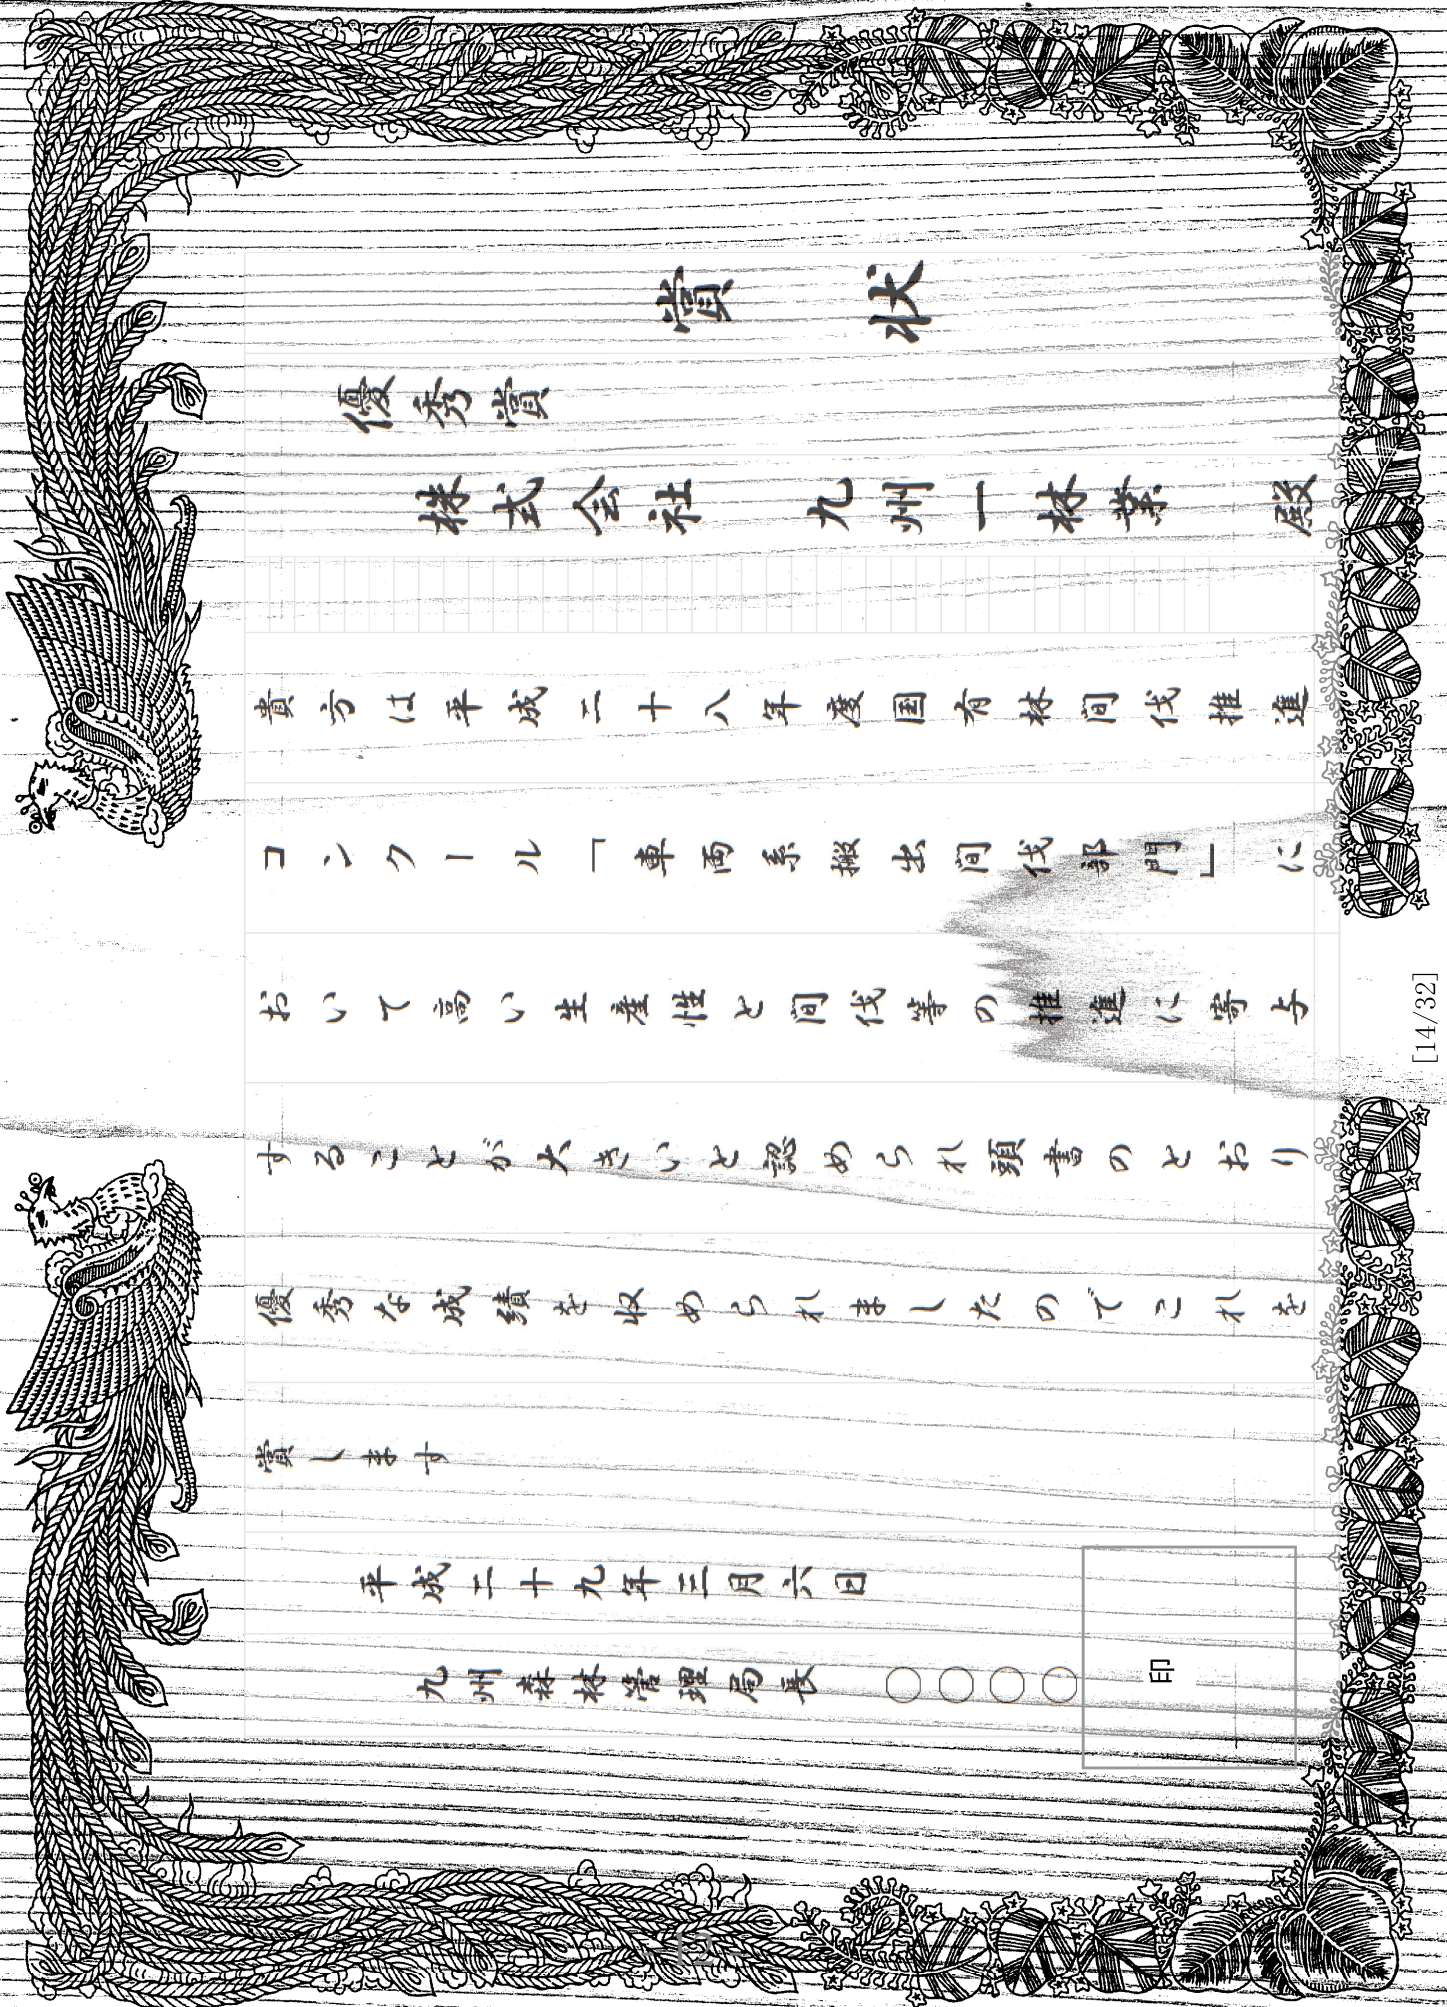 賞 状
優秀賞
株式会社 九州一林業 殿
貴方は平成二十八年度国有林間伐推進
コンクール「車両系搬出間伐部門」に
おいて高い生産性と間伐等の推進に寄与
することが大きいと認められ頭書のとおり
優秀な成績を収めらられましたのでこれを
賞します
平成二十九年三月六日
九州森林管理局長 〇〇〇〇
印
[14/32]
- 12 -